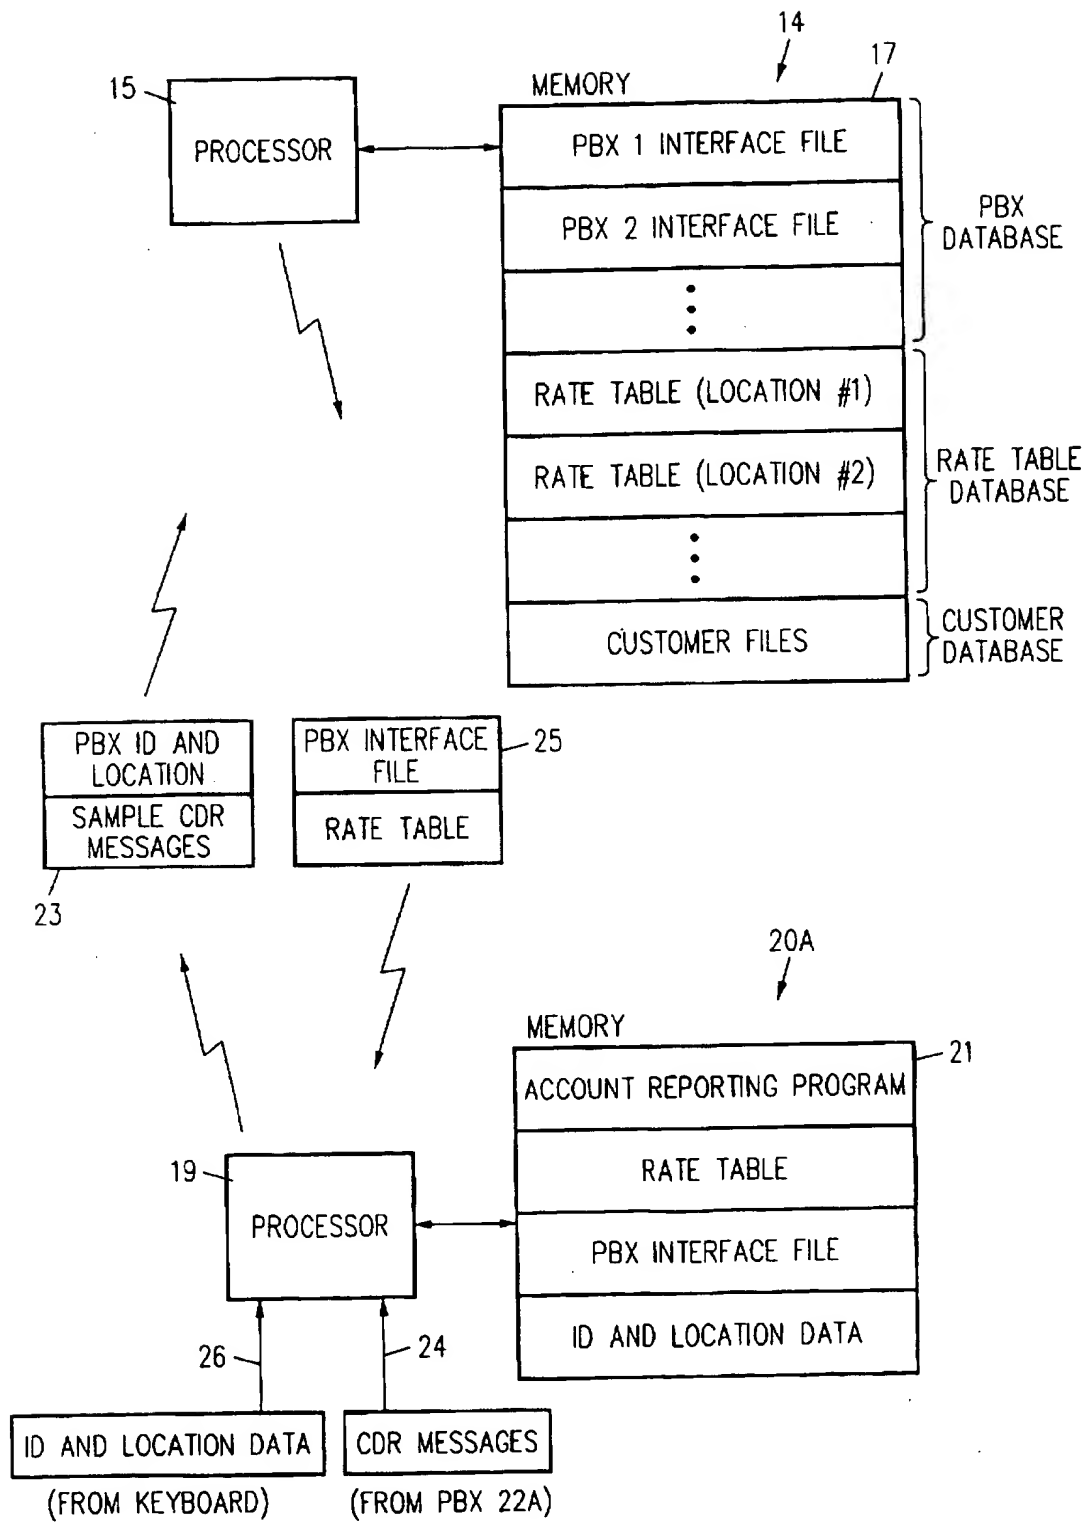 14
15
MEMORY
17
PROCESSOR
PBX 1 INTERFACE FILE
PBX 2 INTERFACE FILE
PBX
DATABASE
RATE TABLE (LOCATION #1)
RATE TABLE (LOCATION #2)
RATE TABLE
DATABASE
CUSTOMER FILES
CUSTOMER
DATABASE
PBX ID AND
LOCATION
SAMPLE CDR
MESSAGES
23
PBX INTERFACE
FILE
RATE TABLE
25
20A
MEMORY
21
ACCOUNT REPORTING PROGRAM
RATE TABLE
PBX INTERFACE FILE
ID AND LOCATION DATA
19
PROCESSOR
26
24
ID AND LOCATION DATA
(FROM KEYBOARD)
CDR MESSAGES
(FROM PBX 22A)